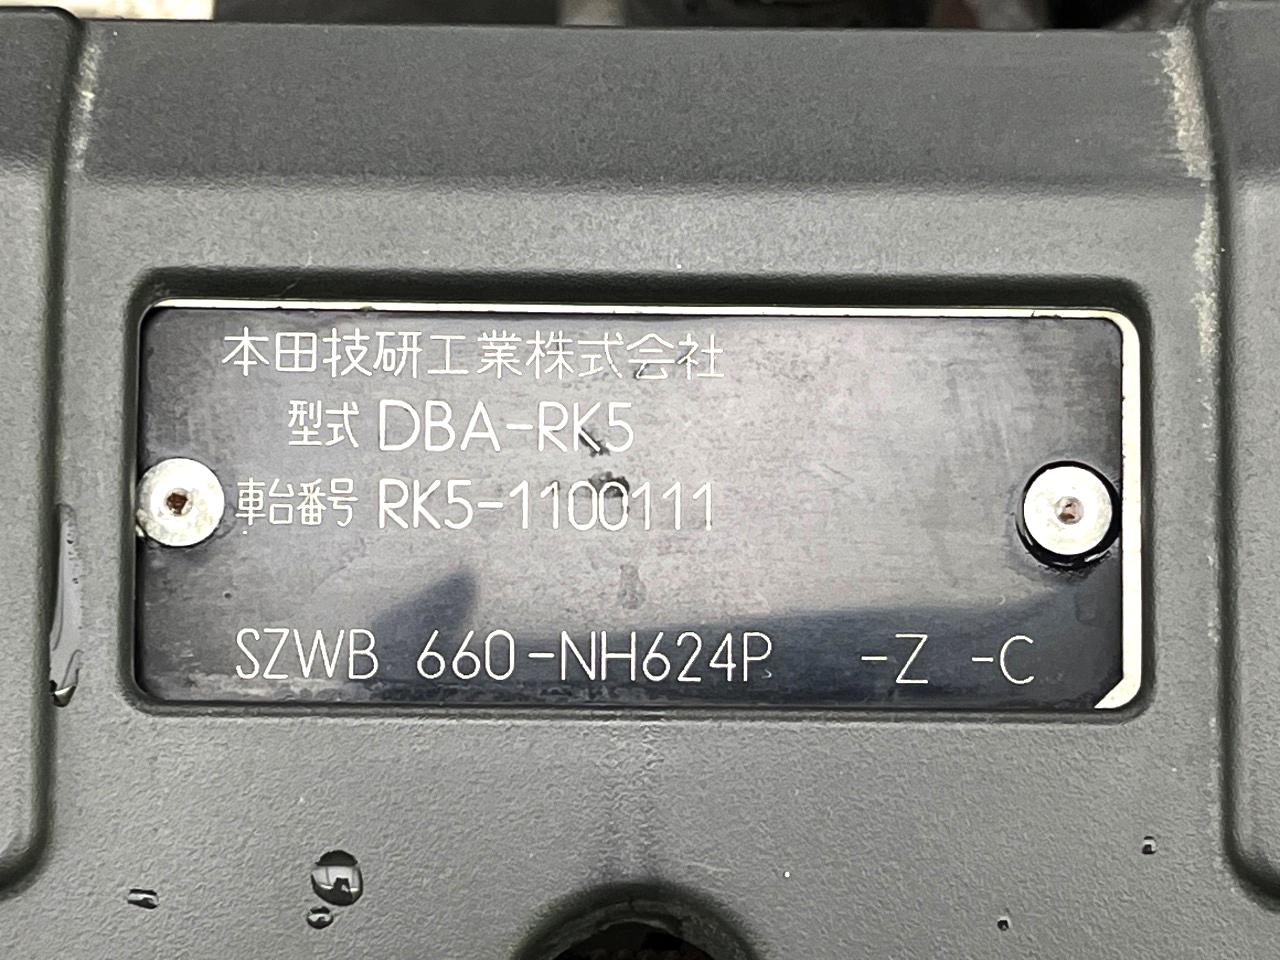 本田技研工業株式会社
型式 DBA-RK5
車台番号 RK5-1100111
SZWB 660-NH624P -Z -C